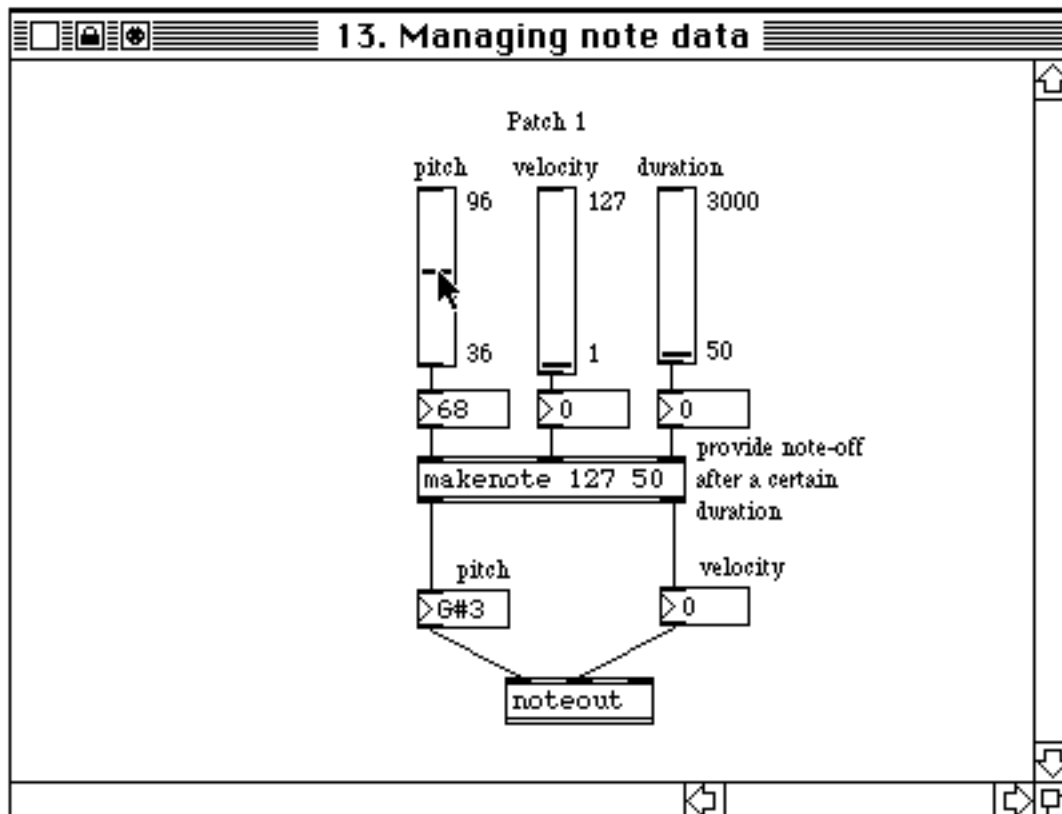 13. Managing note data
Patch 1
pitch velocity duration
96 127 3000
36 1 50
68 0 0
makenote 127 50
provide note-off
after a certain
duration
pitch velocity
G#3 0
noteout